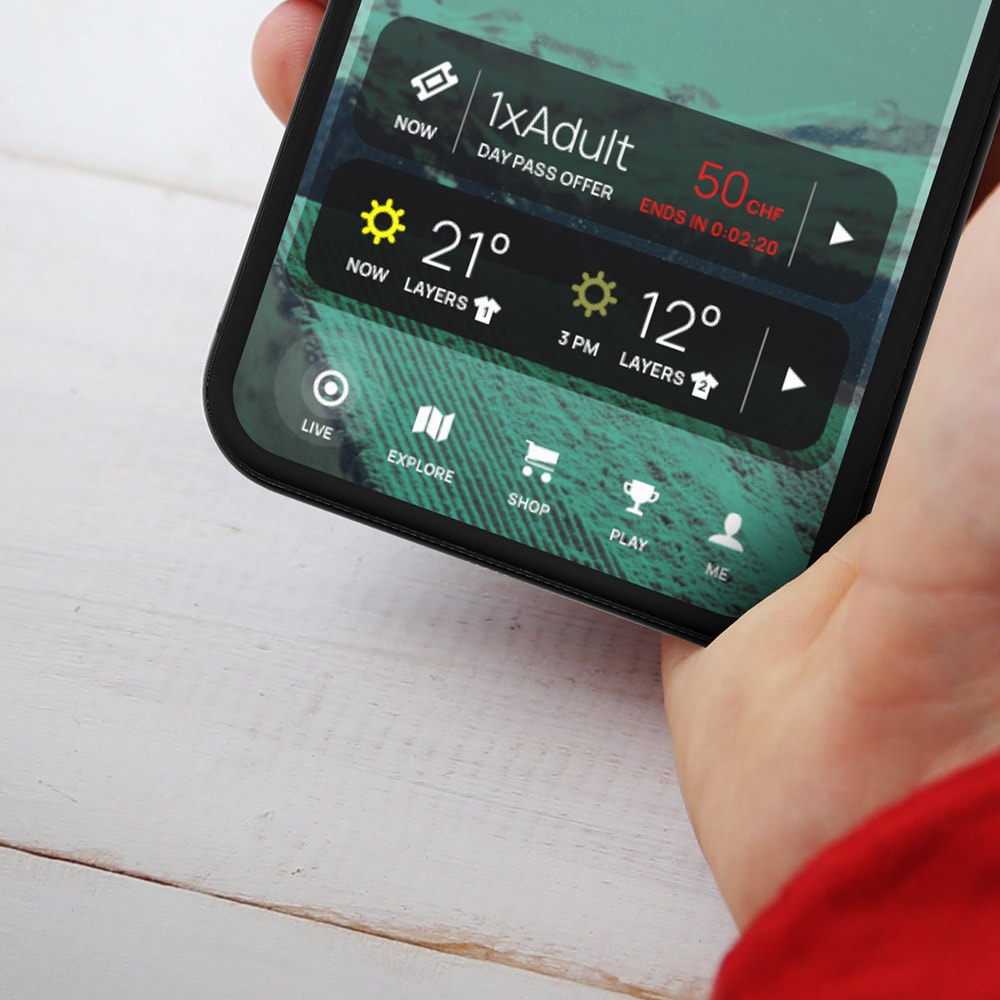 NOW
1xAdult
DAY PASS OFFER
50 CHF
ENDS IN 0:02:20
21°
NOW
LAYERS 1
12°
3 PM
LAYERS 2
LIVE
EXPLORE
SHOP
PLAY
ME